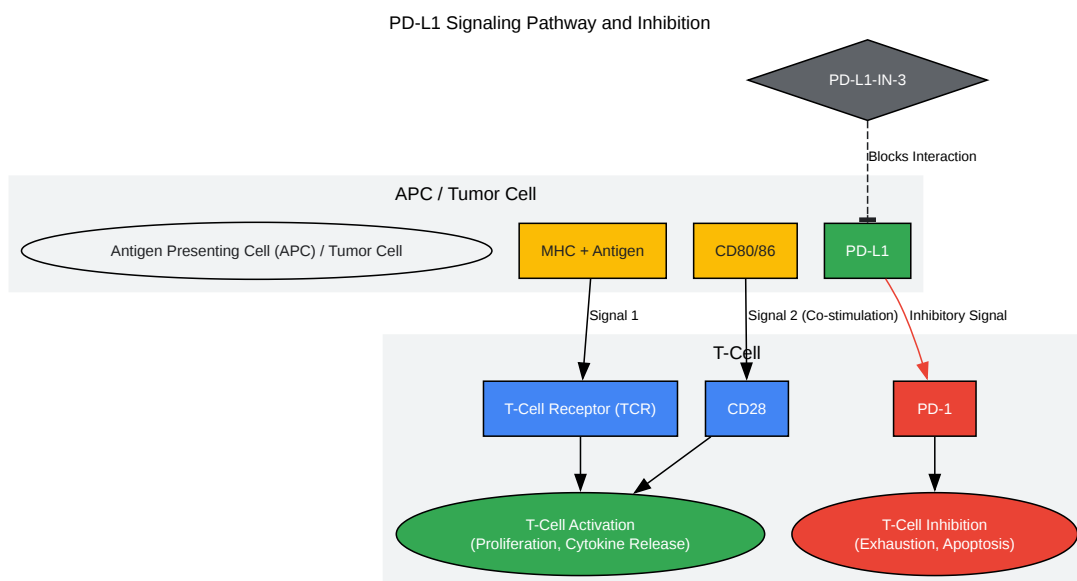 PD-L1 Signaling Pathway and Inhibition
PD-L1-IN-3
Blocks Interaction
APC / Tumor Cell
Antigen Presenting Cell (APC) / Tumor Cell
MHC + Antigen
CD80/86
PD-L1
Signal 1
Signal 2 (Co-stimulation)
Inhibitory Signal
T-Cell
T-Cell Receptor (TCR)
CD28
PD-1
T-Cell Activation
(Proliferation, Cytokine Release)
T-Cell Inhibition
(Exhaustion, Apoptosis)